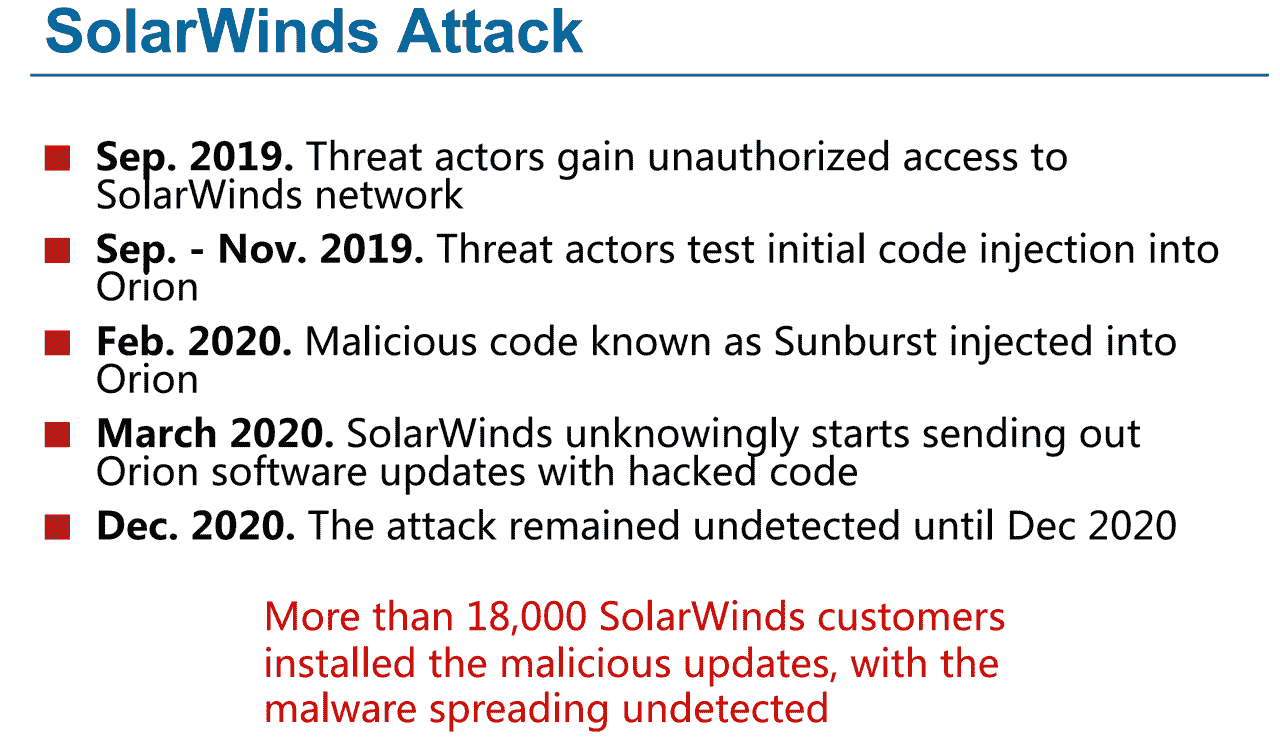 SolarWinds Attack
Sep. 2019. Threat actors gain unauthorized access to
SolarWinds network
Sep. - Nov. 2019. Threat actors test initial code injection into
Orion
Feb. 2020. Malicious code known as Sunburst injected into
Orion
March 2020. SolarWinds unknowingly starts sending out
Orion software updates with hacked code
Dec. 2020. The attack remained undetected until Dec 2020
More than 18,000 SolarWinds customers
installed the malicious updates, with the
malware spreading undetected